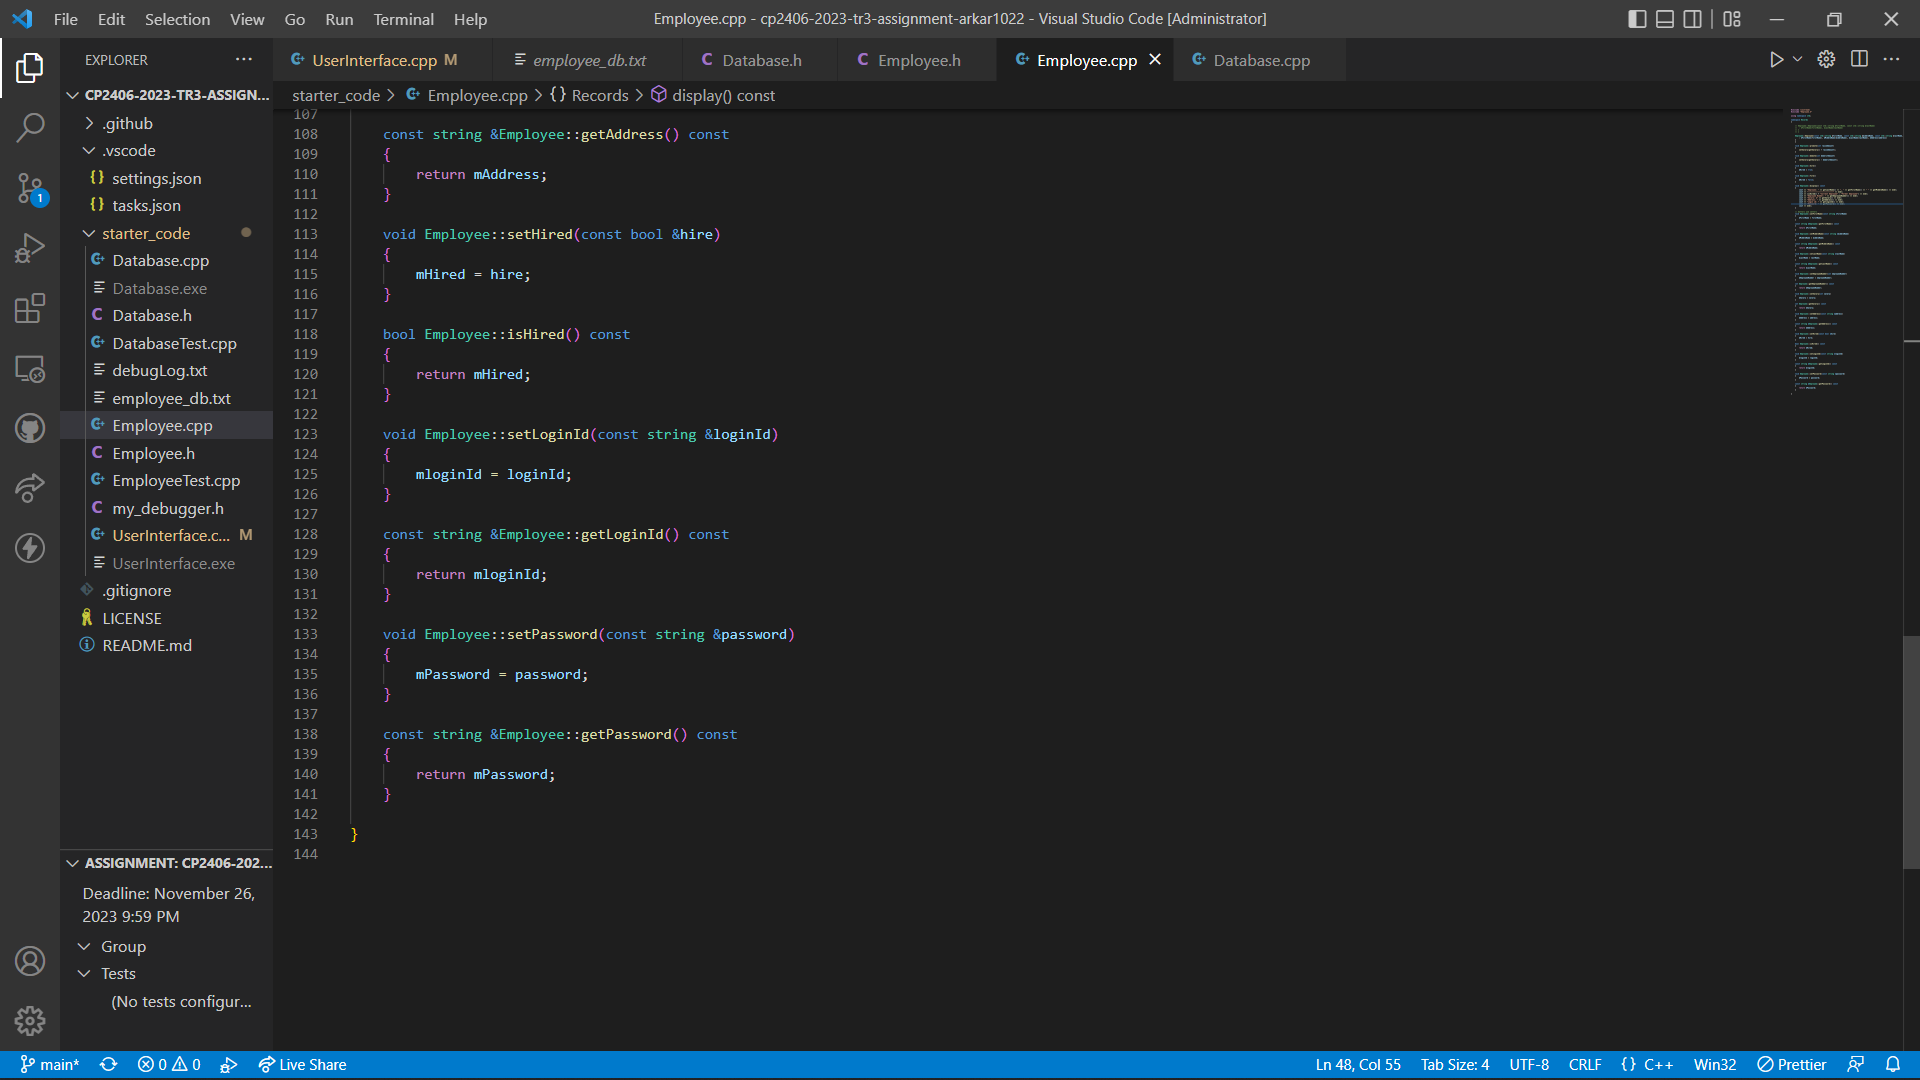 File Edit Selection View Go Run Terminal Help
Employee.cpp - cp2406-2023-tr3-assignment-arkar1022 - Visual Studio Code [Administrator]
EXPLORER
UserInterface.cpp M
employee_db.txt
Database.h
Employee.h
Employee.cpp
Database.cpp
starter_code > Employee.cpp > {} Records > display() const
CP2406-2023-TR3-ASSIGN...
.github
.vscode
{} settings.json
{} tasks.json
starter_code
Database.cpp
Database.exe
Database.h
DatabaseTest.cpp
debugLog.txt
employee_db.txt
Employee.cpp
Employee.h
EmployeeTest.cpp
my_debugger.h
UserInterface.c... M
UserInterface.exe
.gitignore
LICENSE
README.md
1
ASSIGNMENT: CP2406-202...
Deadline: November 26,
2023 9:59 PM
Group
Tests
(No tests configur...
107
108 const string &Employee::getAddress() const
109 {
110 return mAddress;
111 }
112
113 void Employee::setHired(const bool &hire)
114 {
115 mHired = hire;
116 }
117
118 bool Employee::isHired() const
119 {
120 return mHired;
121 }
122
123 void Employee::setLoginId(const string &loginId)
124 {
125 mloginId = loginId;
126 }
127
128 const string &Employee::getLoginId() const
129 {
130 return mloginId;
131 }
132
133 void Employee::setPassword(const string &password)
134 {
135 mPassword = password;
136 }
137
138 const string &Employee::getPassword() const
139 {
140 return mPassword;
141 }
142
143 }
144
main* 0 0 Live Share
Ln 48, Col 55 Tab Size: 4 UTF-8 CRLF {} C++ Win32 Prettier